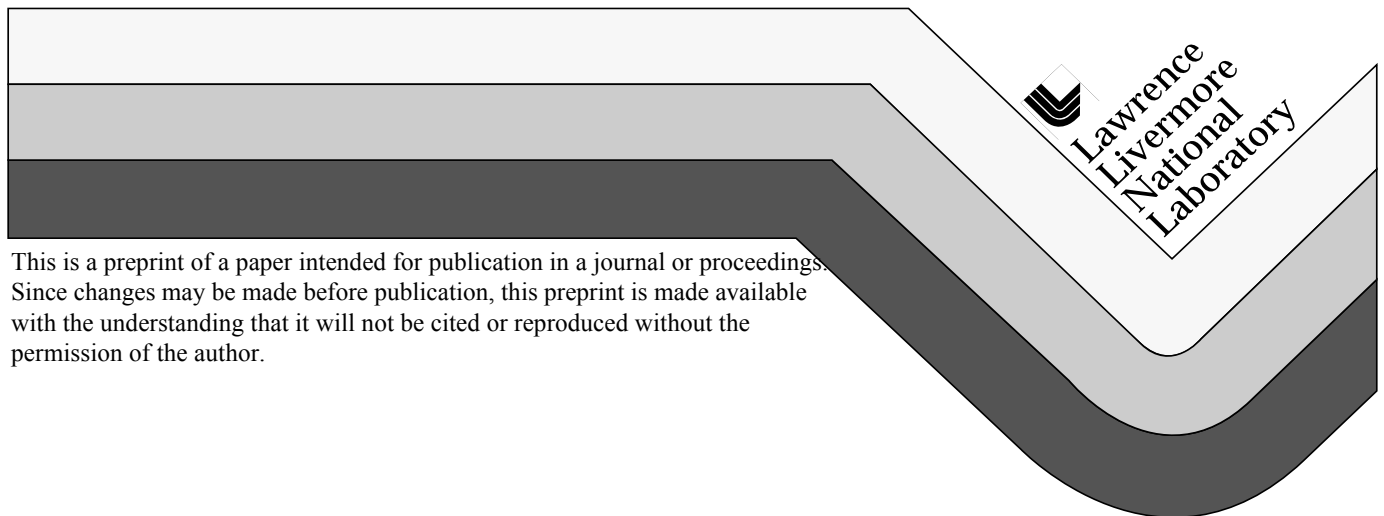 Lawrence
Livermore
National
Laboratory
This is a preprint of a paper intended for publication in a journal or proceedings.
Since changes may be made before publication, this preprint is made available
with the understanding that it will not be cited or reproduced without the
permission of the author.